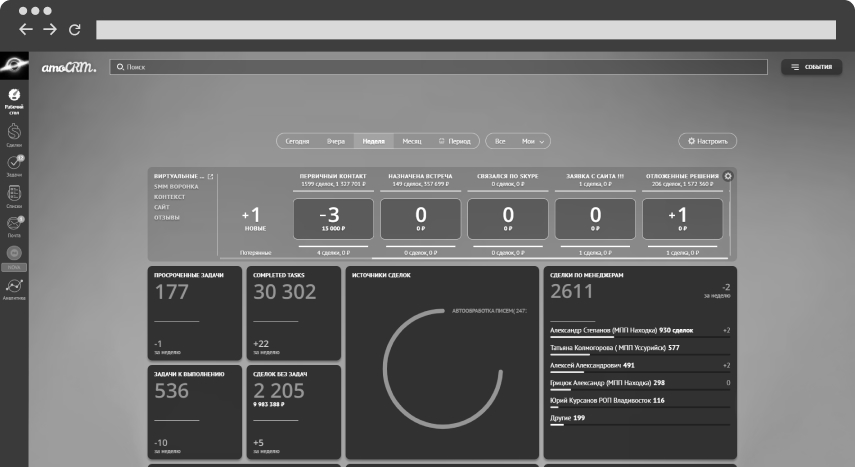 amoCRM.
Поиск
СОБЫТИЯ
Рабочий
стол
Сделки
Задачи
Списки
Почта
Аналитика
Сегодня Вчера Неделя Месяц Период Все Мои
Настроить
ВИРТУАЛЬНЫЕ ...
SMM ВОРОНКА
КОНТЕКСТ
САЙТ
ОТЗЫВЫ
+1
НОВЫЕ
Потерянные
ПЕРВИЧНЫЙ КОНТАКТ
1599 сделок, 1 327 701 ₽
-3
15 000 ₽
4 сделки, 0 ₽
НАЗНАЧЕНА ВСТРЕЧА
149 сделок, 557 699 ₽
0
0 ₽
0 сделок, 0 ₽
СВЯЗАЛСЯ ПО SKYPE
0 сделок, 0 ₽
0
0 ₽
0 сделок, 0 ₽
ЗАЯВКА С САЙТА !!!
1 сделка, 0 ₽
0
0 ₽
1 сделка, 0 ₽
ОТЛОЖЕННЫЕ РЕШЕНИЯ
206 сделок, 1 572 360 ₽
+1
0 ₽
1 сделка, 0 ₽
ПРОСРОЧЕННЫЕ ЗАДАЧИ
177
-1
за неделю
COMPLETED TASKS
30 302
+22
за неделю
ИСТОЧНИКИ СДЕЛОК
АВТООБРАБОТКА ПИСЕМ( 247:
СДЕЛКИ ПО МЕНЕДЖЕРАМ
2611
-2
за неделю
Александр Степанов (МПП Находка) 930 сделок +2
Татьяна Колмогорова ( МПП Уссурийск) 577
Алексей Александрович 491 +2
Грицюк Александр (МПП Находка) 298 0
Юрий Курсанов РОП Владивосток 116
Другие 199
ЗАДАЧИ К ВЫПОЛНЕНИЮ
536
-10
за неделю
СДЕЛОК БЕЗ ЗАДАЧ
2 205
9 983 388 ₽
+5
за неделю